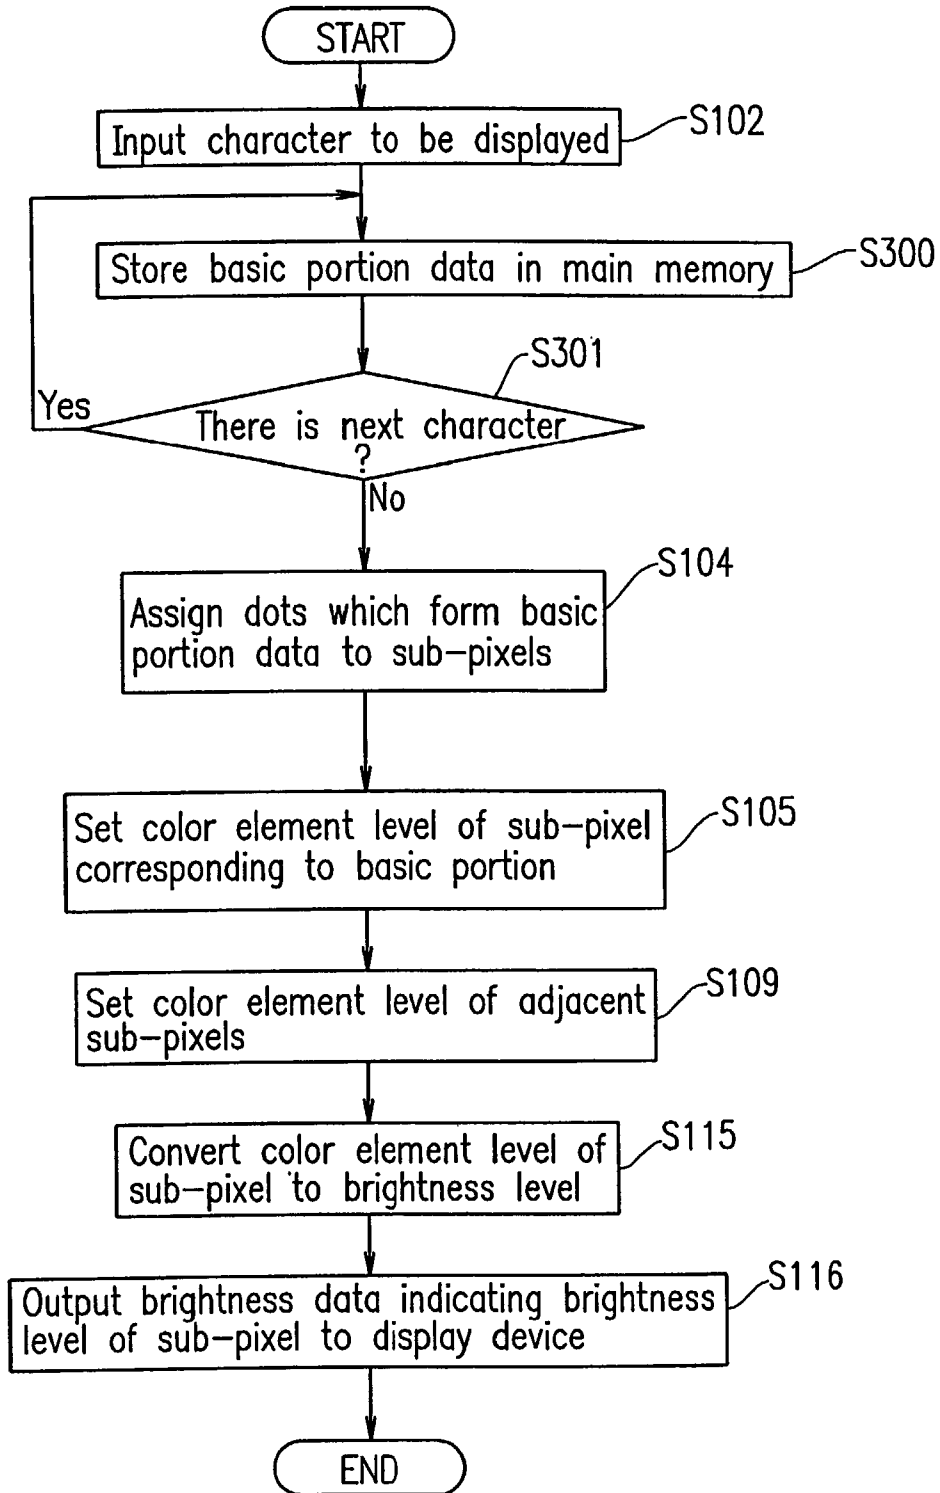 START
Input character to be displayed
S102
Store basic portion data in main memory
S300
S301
Yes
There is next character
?
No
S104
Assign dots which form basic
portion data to sub-pixels
S105
Set color element level of sub-pixel
corresponding to basic portion
S109
Set color element level of adjacent
sub-pixels
S115
Convert color element level of
sub-pixel to brightness level
S116
Output brightness data indicating brightness
level of sub-pixel to display device
END